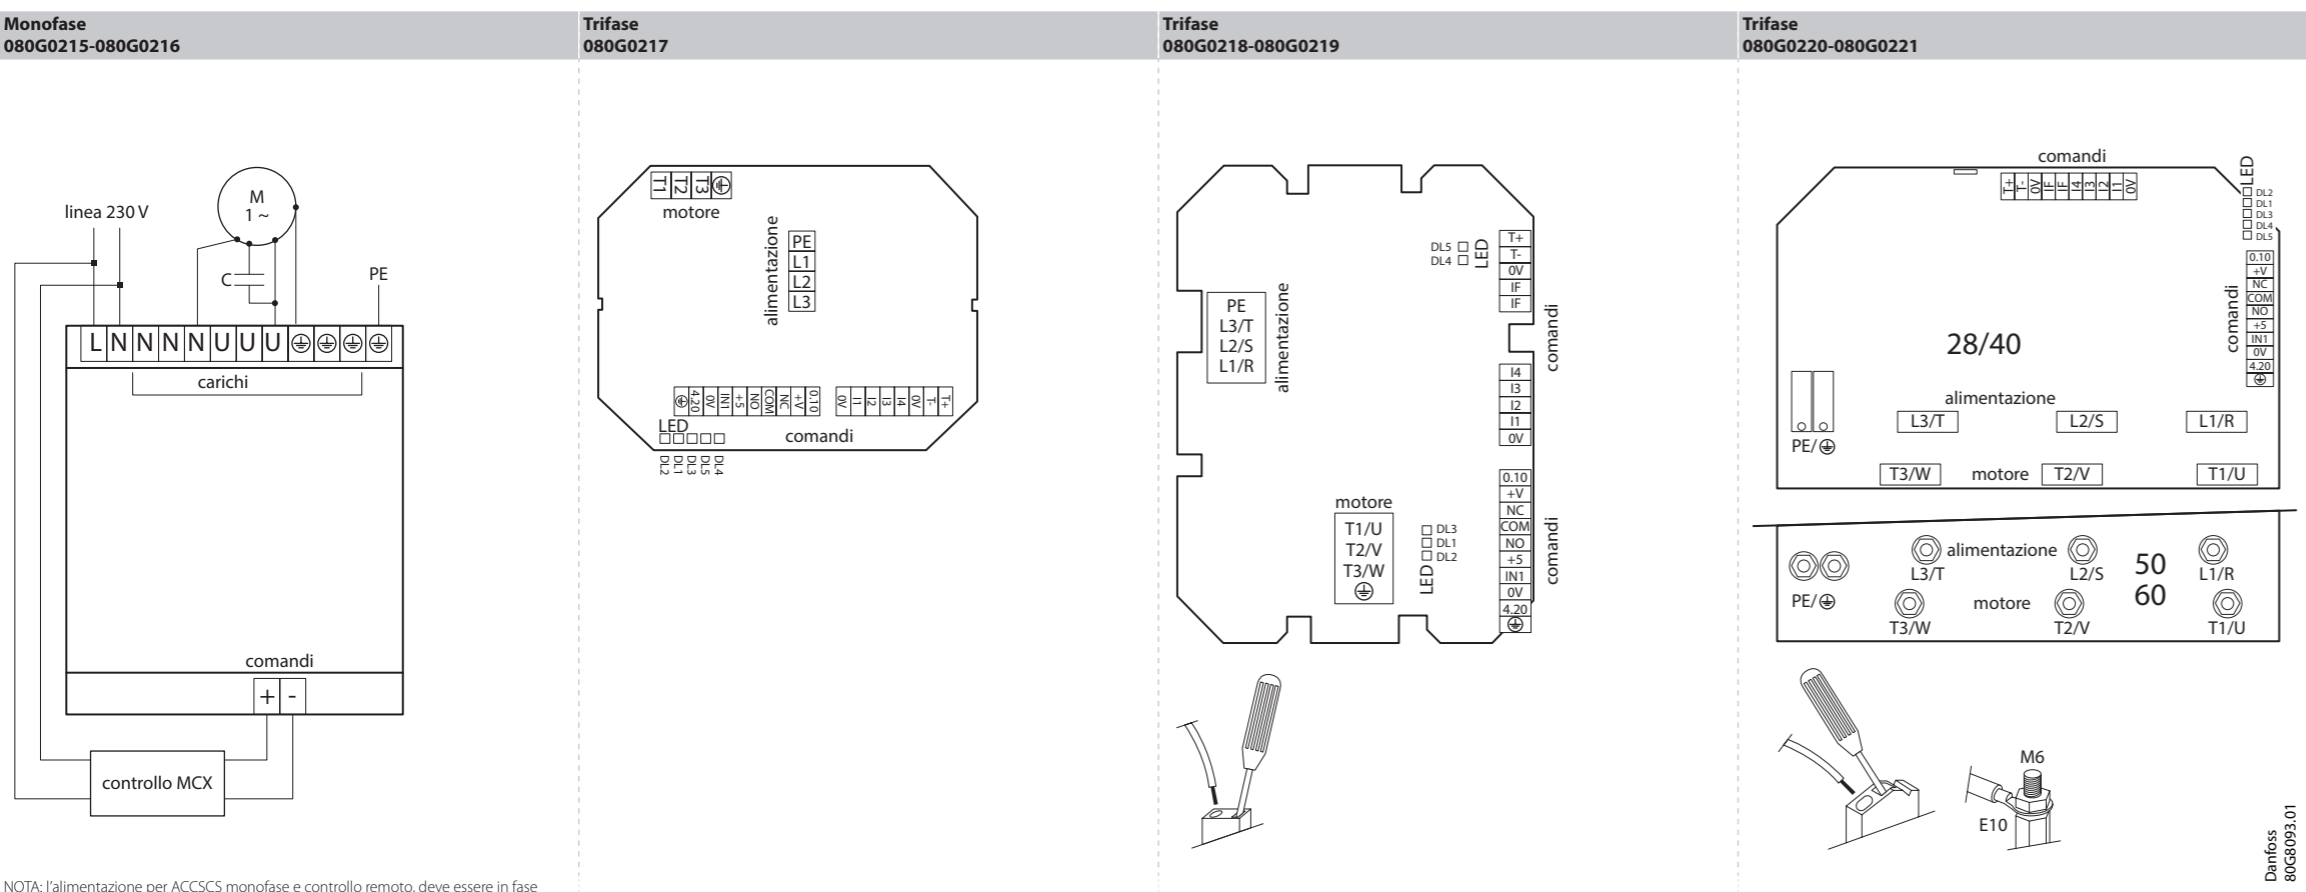 Monofase
080G0215-080G0216
linea 230 V
M
1 ~
C
PE
L N N N N U U U
carichi
comandi
+ -
controllo MCX
NOTA: l'alimentazione per ACCSCS monofase e controllo remoto, deve essere in fase
Trifase
080G0217
T1 T2 T3
motore
alimentazione
PE
L1
L2
L3
4.20 0V IN1 +5 NO COM NC +V 0.10
0V I1 I2 I3 I4 0V T- T+
LED
comandi
DL2 DL1 DL3 DL5 DL4
Trifase
080G0218-080G0219
DL5
DL4
LED
T+
T-
0V
IF
IF
PE
L3/T
L2/S
L1/R
alimentazione
comandi
I4
I3
I2
I1
0V
motore
T1/U
T2/V
T3/W
DL3
DL1
DL2
LED
0.10
+V
NC
COM
NO
+5
IN1
0V
4.20
comandi
Trifase
080G0220-080G0221
comandi
T+ T- 0V IF IF I4 I3 I2 I1 0V
LED
DL2
DL1
DL3
DL4
DL5
0.10
+V
NC
COM
NO
+5
IN1
0V
4.20
comandi
28/40
alimentazione
L3/T L2/S L1/R
PE/
T3/W motore T2/V T1/U
alimentazione
L3/T L2/S 50 L1/R
PE/ motore 60
T3/W T2/V T1/U
M6
E10
Danfoss
80G8093.01